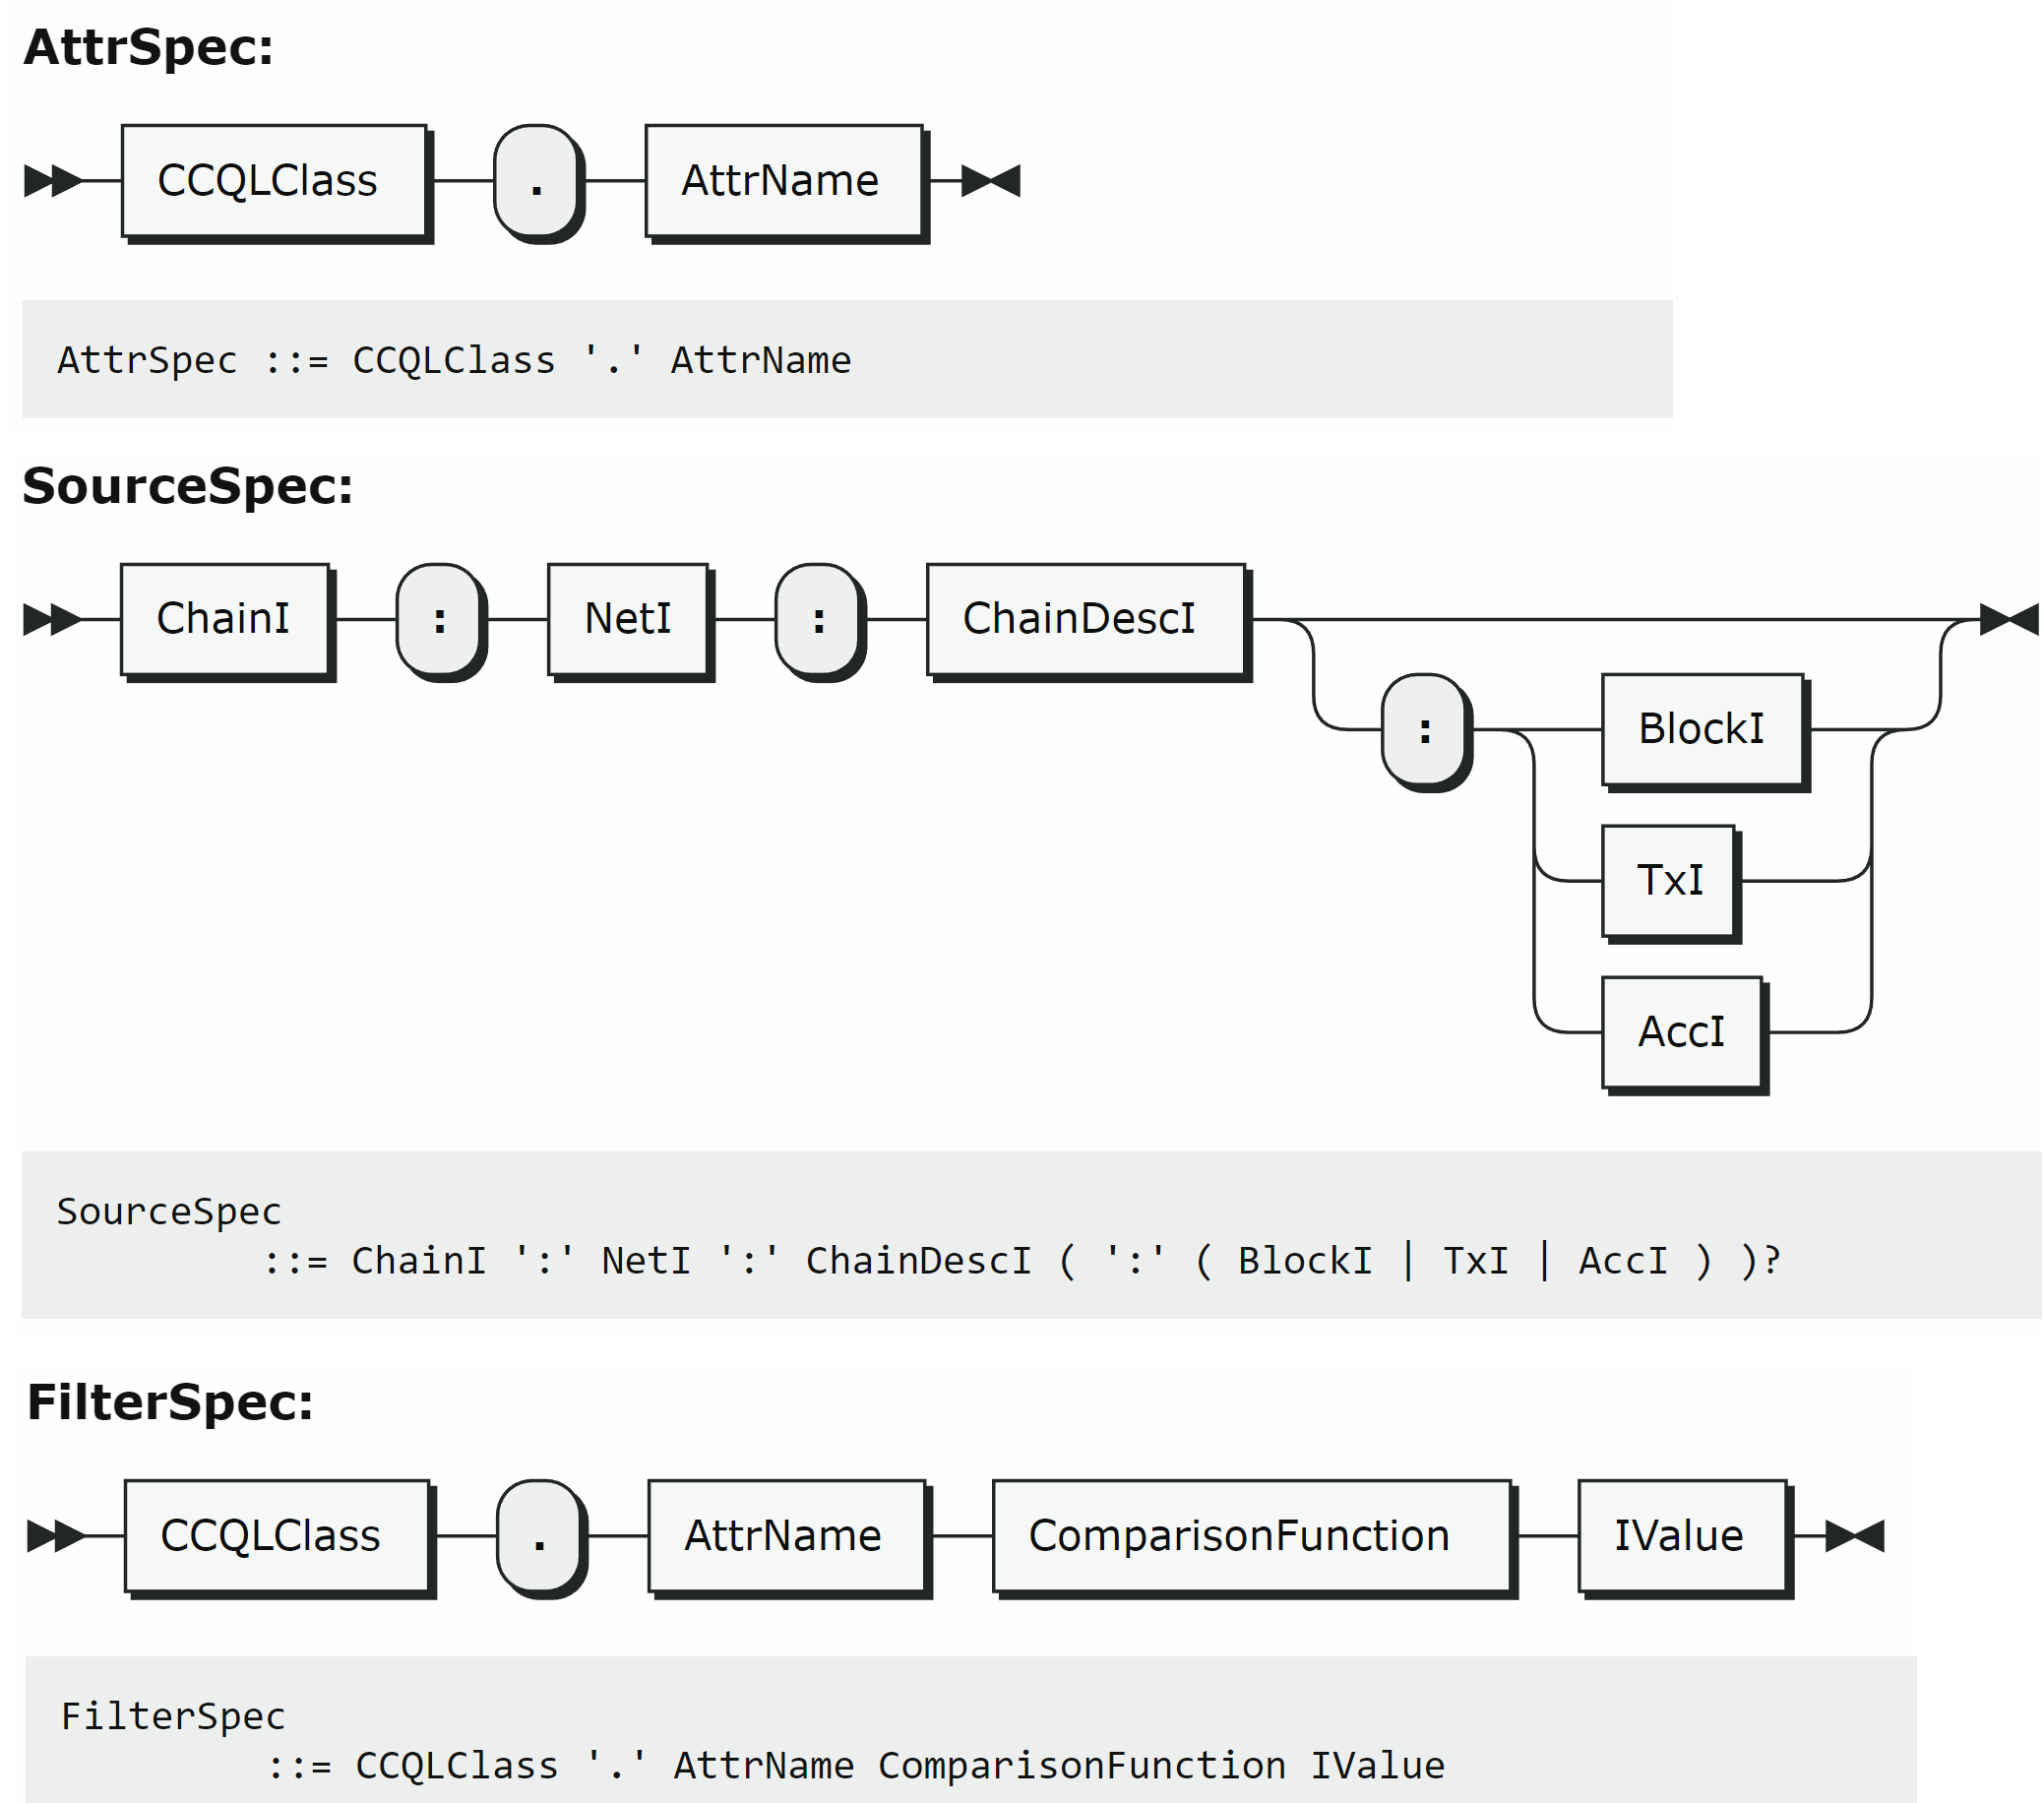 AttrSpec:
CCQLClass . AttrName
AttrSpec ::= CCQLClass '.' AttrName
SourceSpec:
ChainI : NetI : ChainDescI
: BlockI
TxI
AccI
SourceSpec
::= ChainI ':' NetI ':' ChainDescI ( ':' ( BlockI | TxI | AccI ) )?
FilterSpec:
CCQLClass . AttrName ComparisonFunction IValue
FilterSpec
::= CCQLClass '.' AttrName ComparisonFunction IValue